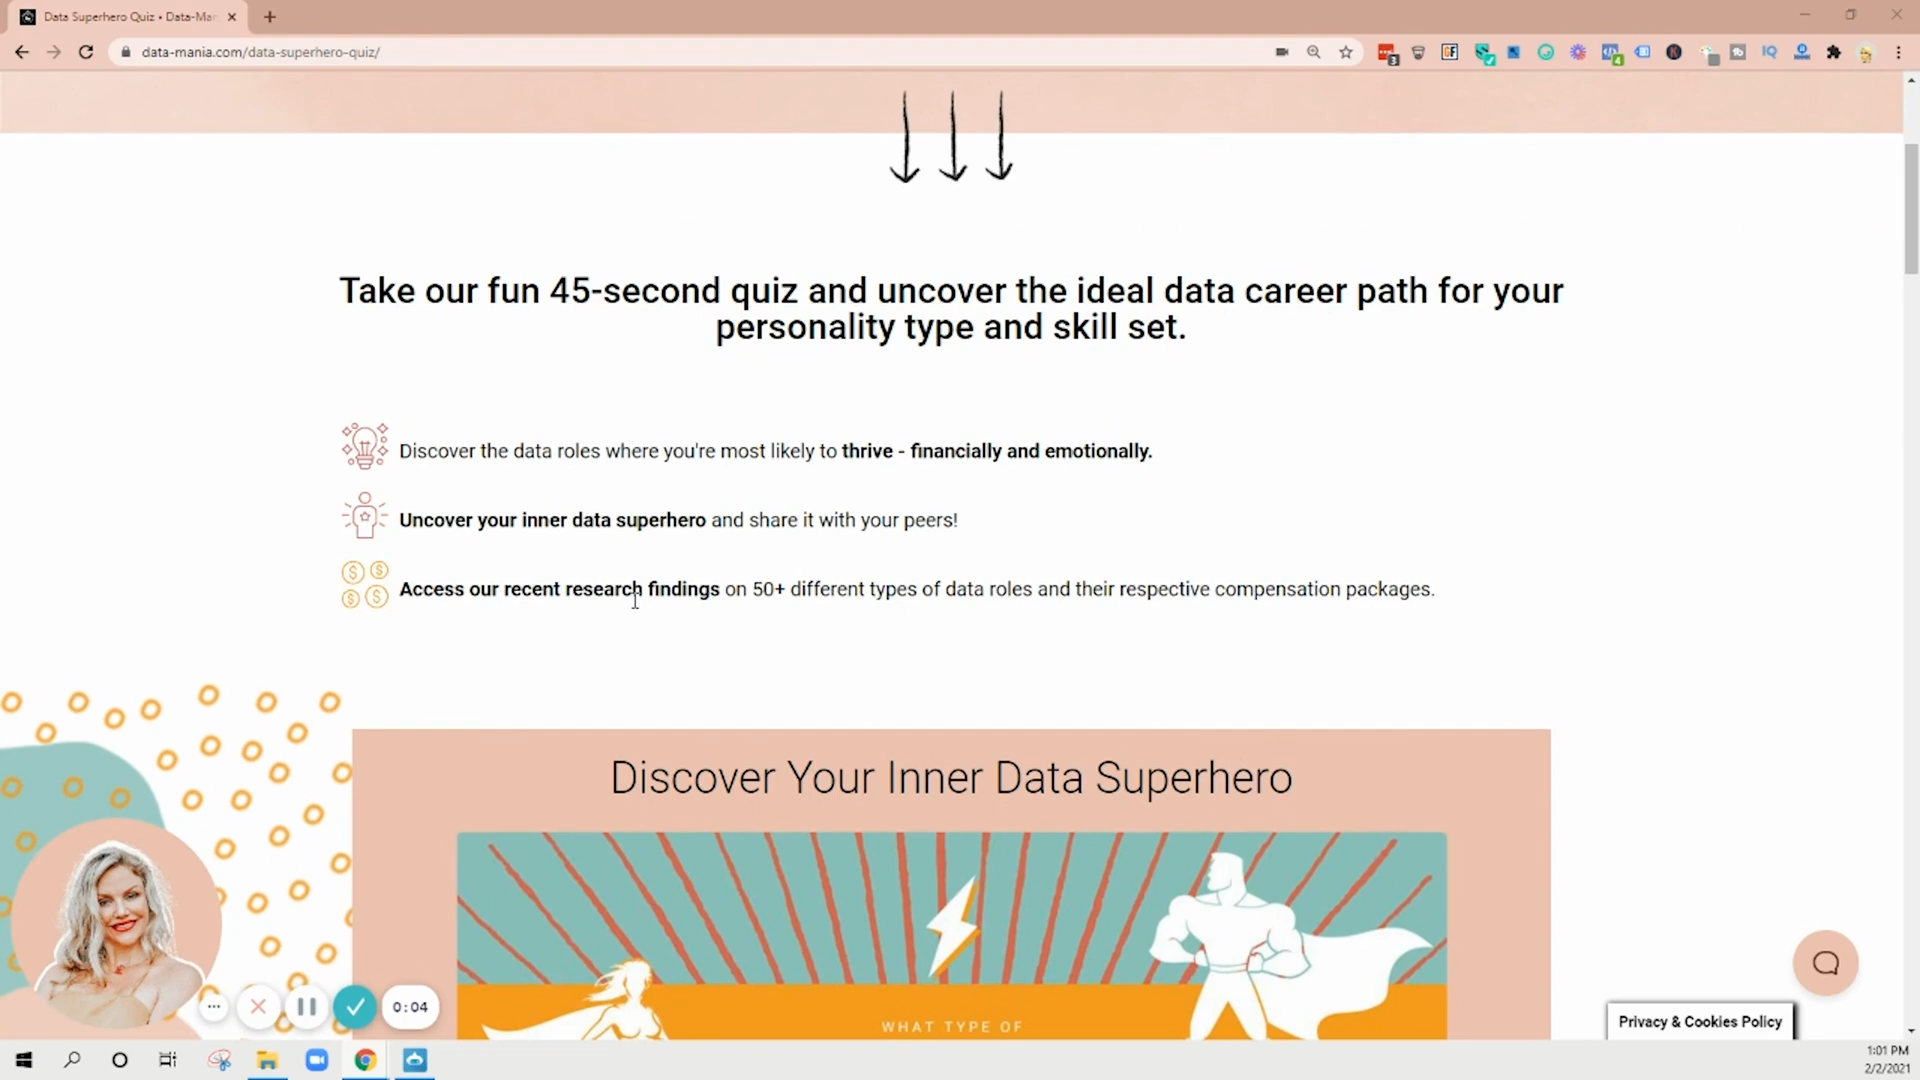 Data Superhero Quiz • Data-Man
data-mania.com/data-superhero-quiz/
Take our fun 45-second quiz and uncover the ideal data career path for your
personality type and skill set.
Discover the data roles where you're most likely to thrive - financially and emotionally.
Uncover your inner data superhero and share it with your peers!
Access our recent research findings on 50+ different types of data roles and their respective compensation packages.
Discover Your Inner Data Superhero
WHAT TYPE OF
0:04
Privacy & Cookies Policy
1:01 PM
2/2/2021